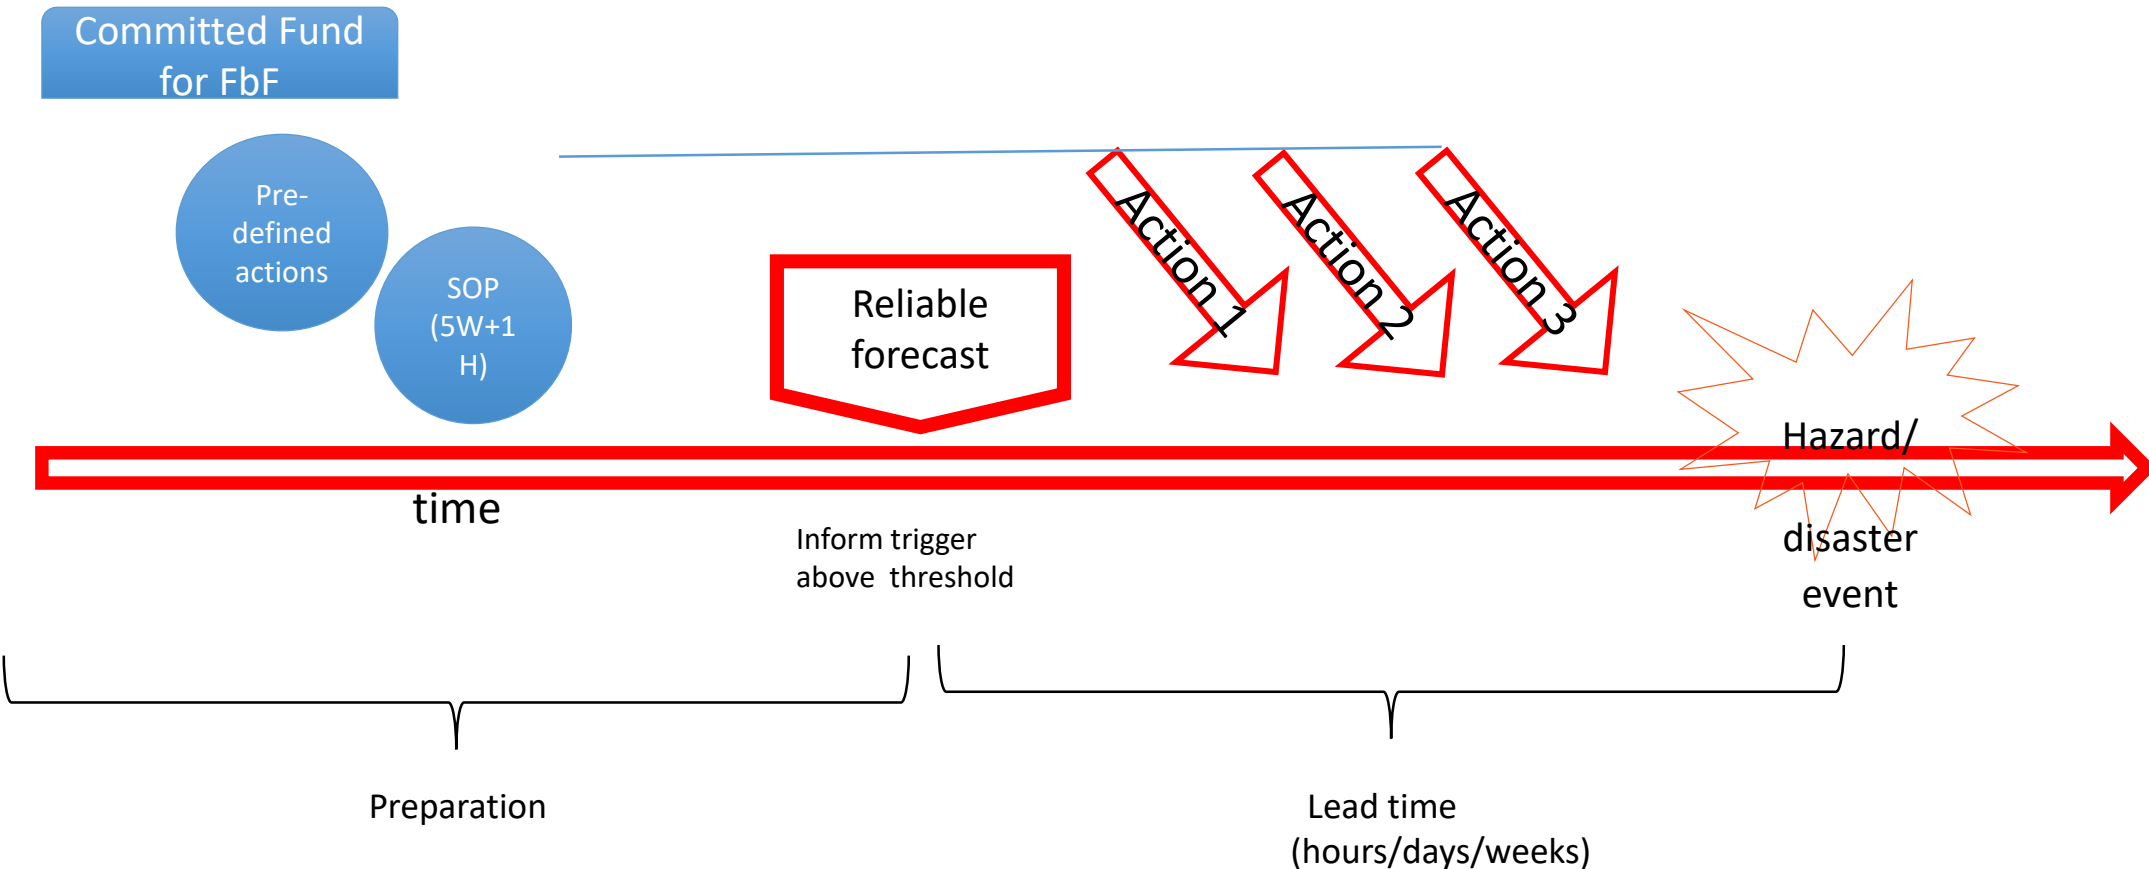 Committed Fund
for FbF
Pre-
defined
actions
SOP
(5W+1
H)
Reliable
forecast
Action 1
Action 2
Action 3
Hazard/
disaster
event
time
Inform trigger
above  threshold
Preparation
Lead time
(hours/days/weeks)